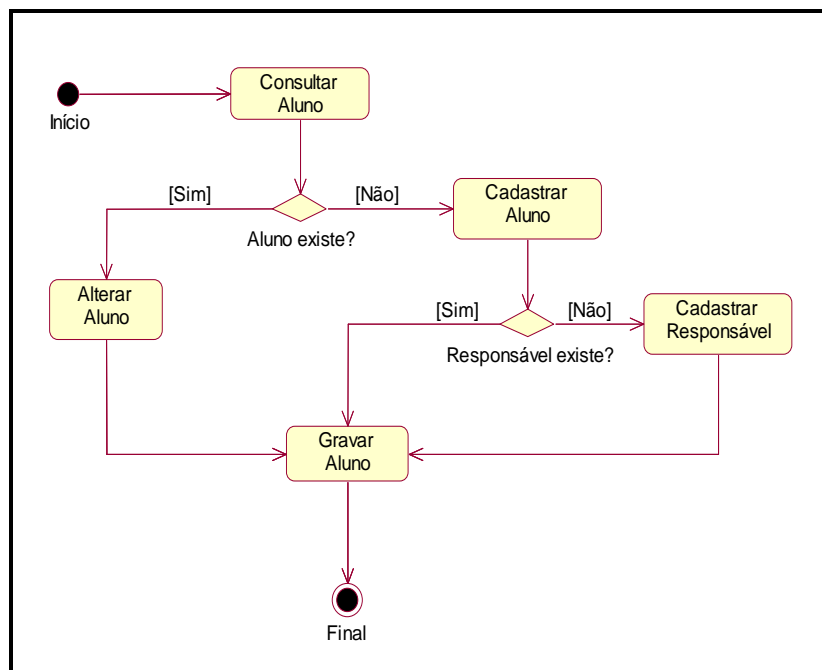 Consultar
Aluno
Início
[Sim]
[Não]
Cadastrar
Aluno
Aluno existe?
Alterar
Aluno
[Sim]
[Não]
Cadastrar
Responsável
Responsável existe?
Gravar
Aluno
Final